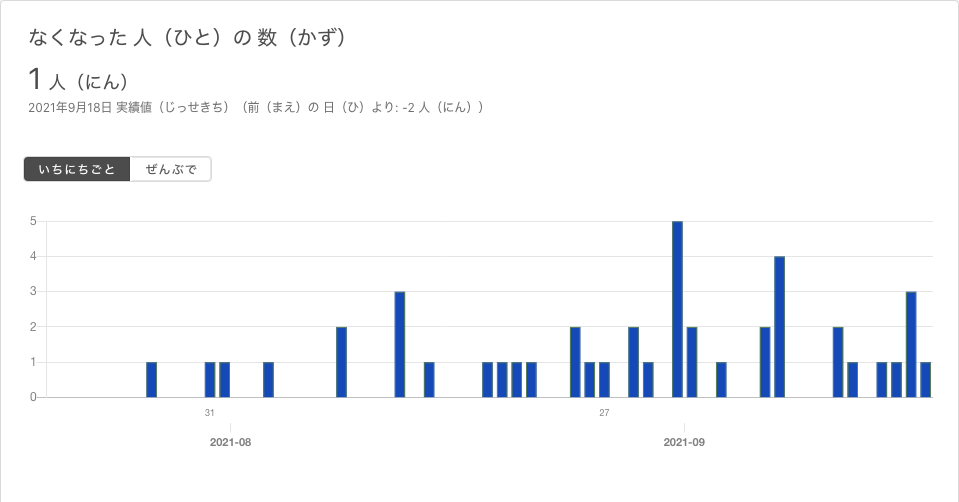 なくなった 人（ひと）の 数（かず）
1 人（にん）
2021年9月18日 実績値（じっせきち）（前（まえ）の 日（ひ）より: -2 人（にん））
いちにちごと ぜんぶで
5
4
3
2
1
0
31 27
2021-08 2021-09